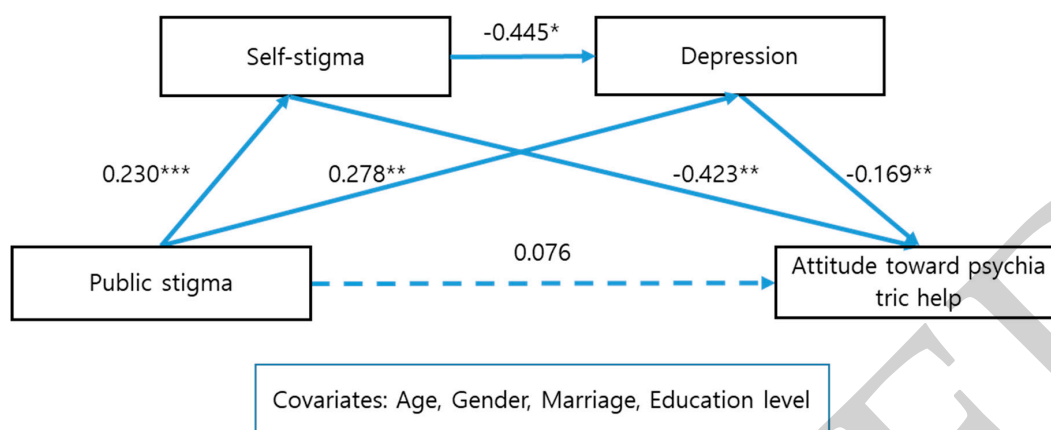 -0.445*
Self-stigma
Depression
0.230***
0.278**
-0.423**
-0.169**
Public stigma
0.076
Attitude toward psychia
tric help
Covariates: Age, Gender, Marriage, Education level